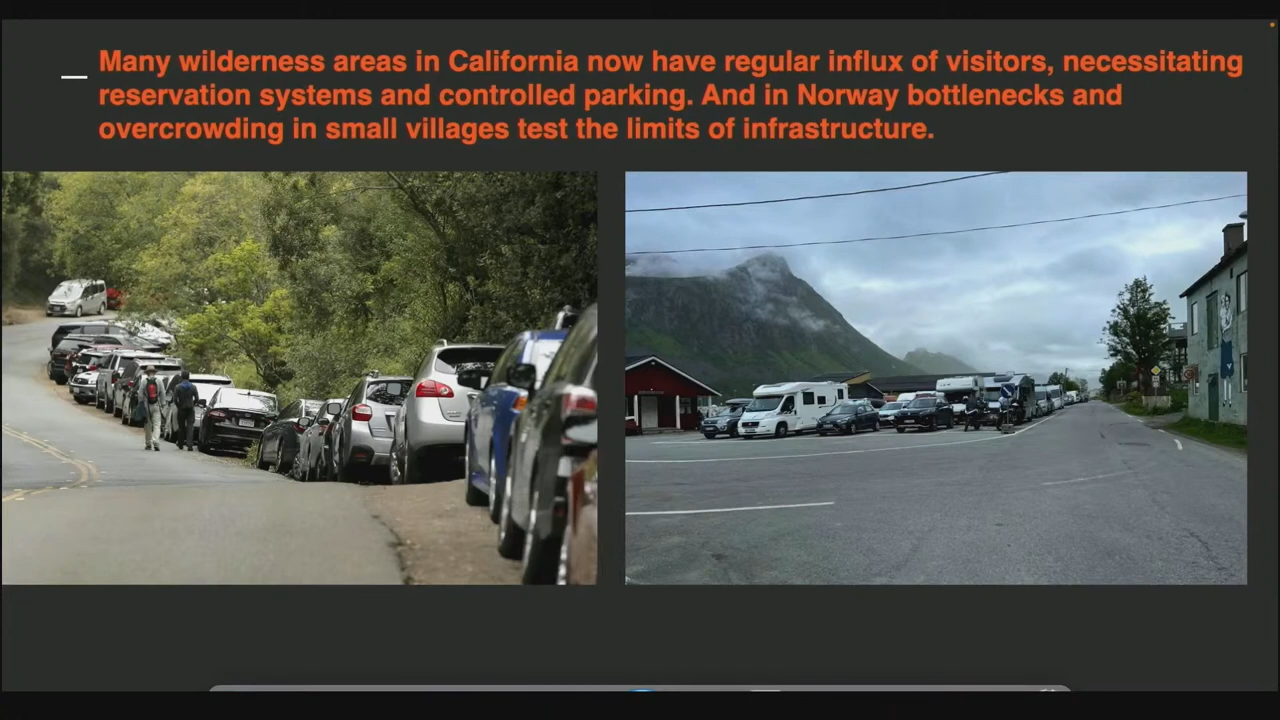 Many wilderness areas in California now have regular influx of visitors, necessitating
reservation systems and controlled parking. And in Norway bottlenecks and
overcrowding in small villages test the limits of infrastructure.